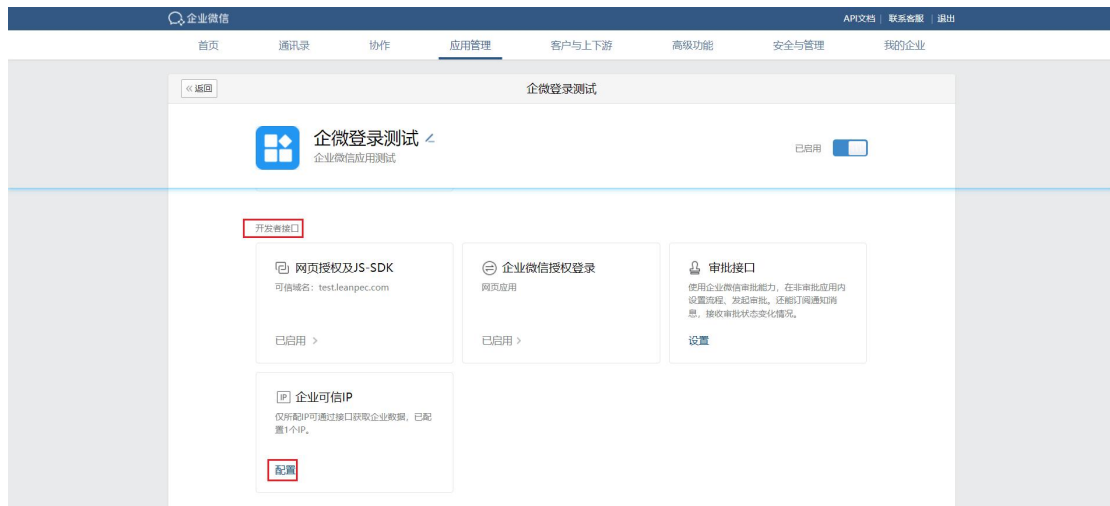 企业微信
API文档 | 联系客服 | 退出
首页 通讯录 协作 应用管理 客户与上下游 高级功能 安全与管理 我的企业
« 返回
企微登录测试
企微登录测试
企业微信应用测试
已启用
开发者接口
网页授权及JS-SDK
可信域名：test.leanpec.com
已启用 >
企业微信授权登录
网页应用
已启用 >
审批接口
使用企业微信审批能力，在非审批应用内
设置流程，发起审批。还能订阅通知消
息，接收审批状态变化情况。
设置
IP 企业可信IP
仅所配IP可通过接口获取企业数据，已配
置1个IP。
配置